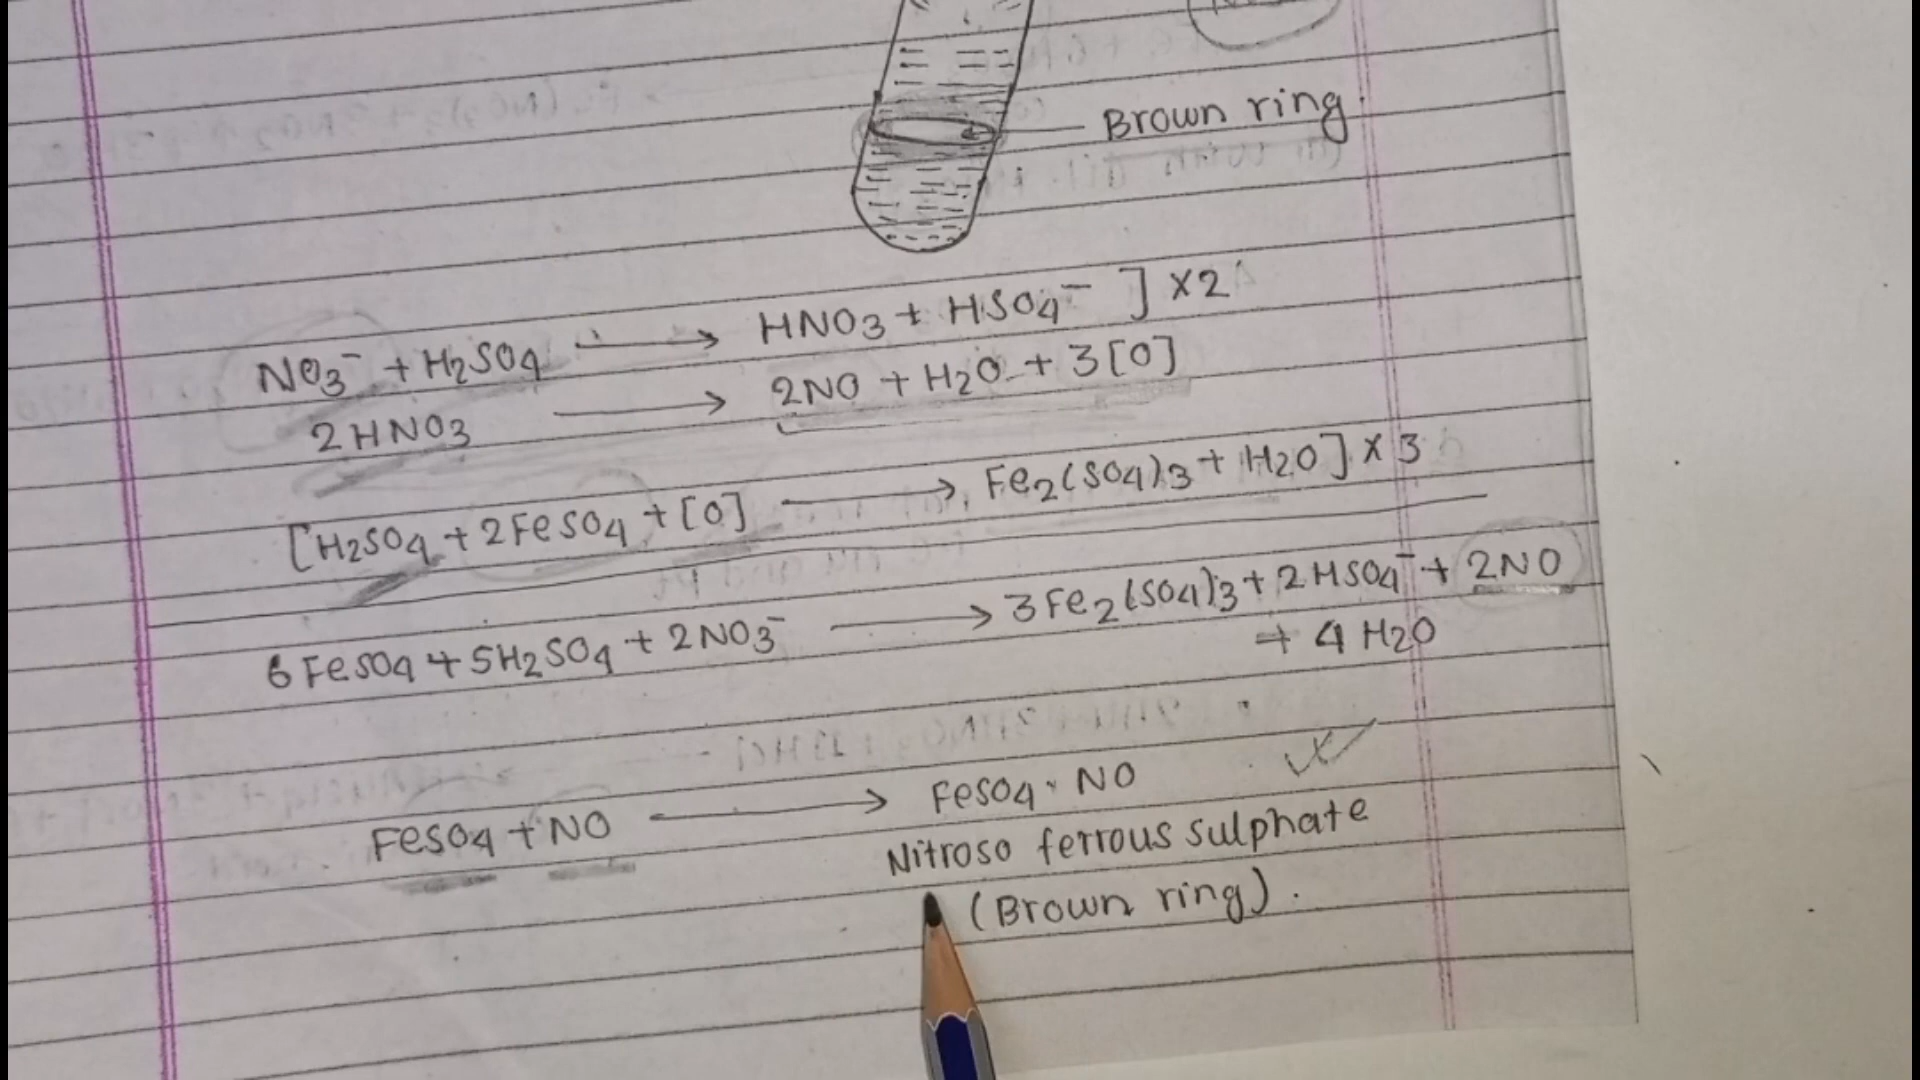 Brown ring.
NO3⁻ + H2SO4 ⟶ HNO3 + HSO4⁻ ] ×2
2HNO3 ⟶ 2NO + H2O + 3[O]
[H2SO4 + 2FeSO4 + [O] ⟶ Fe2(SO4)3 + H2O] × 3
6FeSO4 + 5H2SO4 + 2NO3⁻ ⟶ 3Fe2(SO4)3 + 2HSO4⁻ + 2NO
+ 4H2O
FeSO4 + NO ⟶ FeSO4·NO
Nitroso ferrous sulphate
(Brown ring).